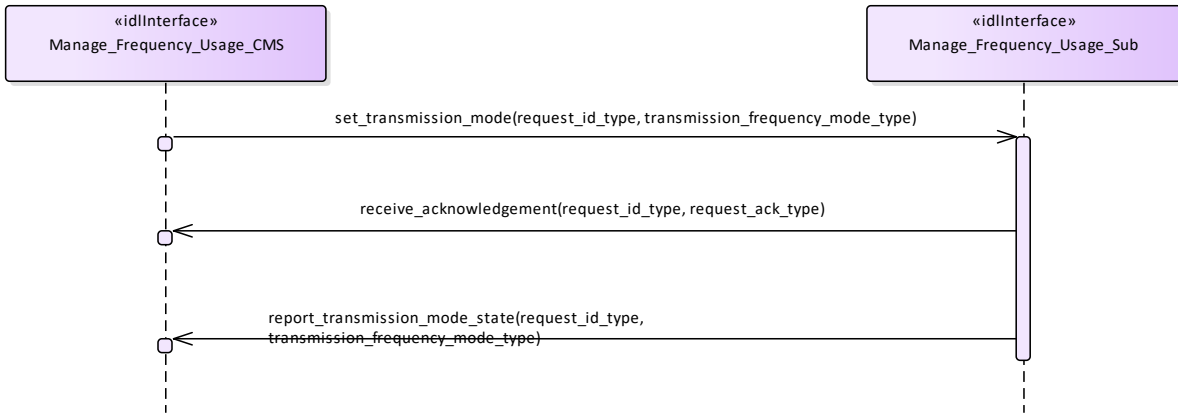 «idlInterface»
Manage_Frequency_Usage_CMS
«idlInterface»
Manage_Frequency_Usage_Sub
set_transmission_mode(request_id_type, transmission_frequency_mode_type)
receive_acknowledgement(request_id_type, request_ack_type)
report_transmission_mode_state(request_id_type,
transmission_frequency_mode_type)